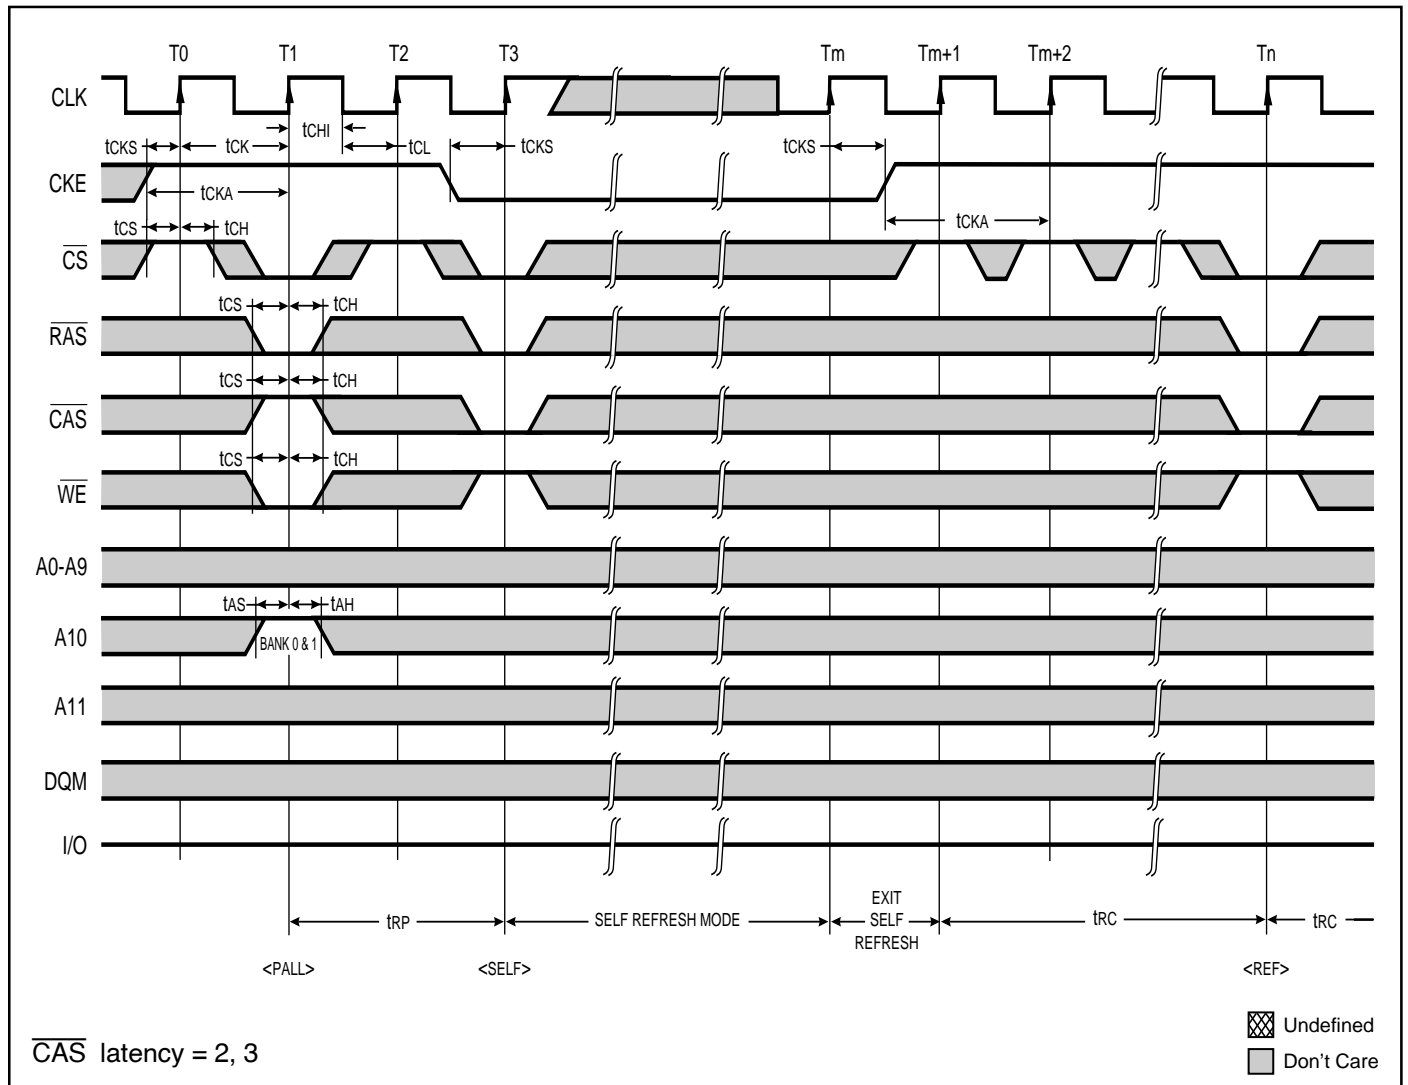 T0 T1 T2 T3 Tm Tm+1 Tm+2 Tn
CLK
tCHI
tCKS tCK tCL tCKS tCKS
CKE
tCKA
tCKA
tCS tCH
CS
tCS tCH
RAS
tCS tCH
CAS
tCS tCH
WE
A0-A9
tAS tAH
A10 BANK 0 & 1
A11
DQM
I/O
tRP SELF REFRESH MODE
EXIT
SELF
REFRESH
tRC tRC
<PALL> <SELF> <REF>
Undefined
CAS latency = 2, 3
Don't Care